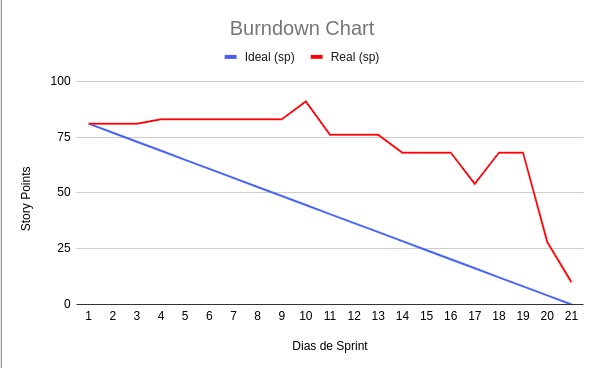 Burndown Chart
Ideal (sp) Real (sp)
100
75
50
25
0
Story Points
1 2 3 4 5 6 7 8 9 10 11 12 13 14 15 16 17 18 19 20 21
Dias de Sprint